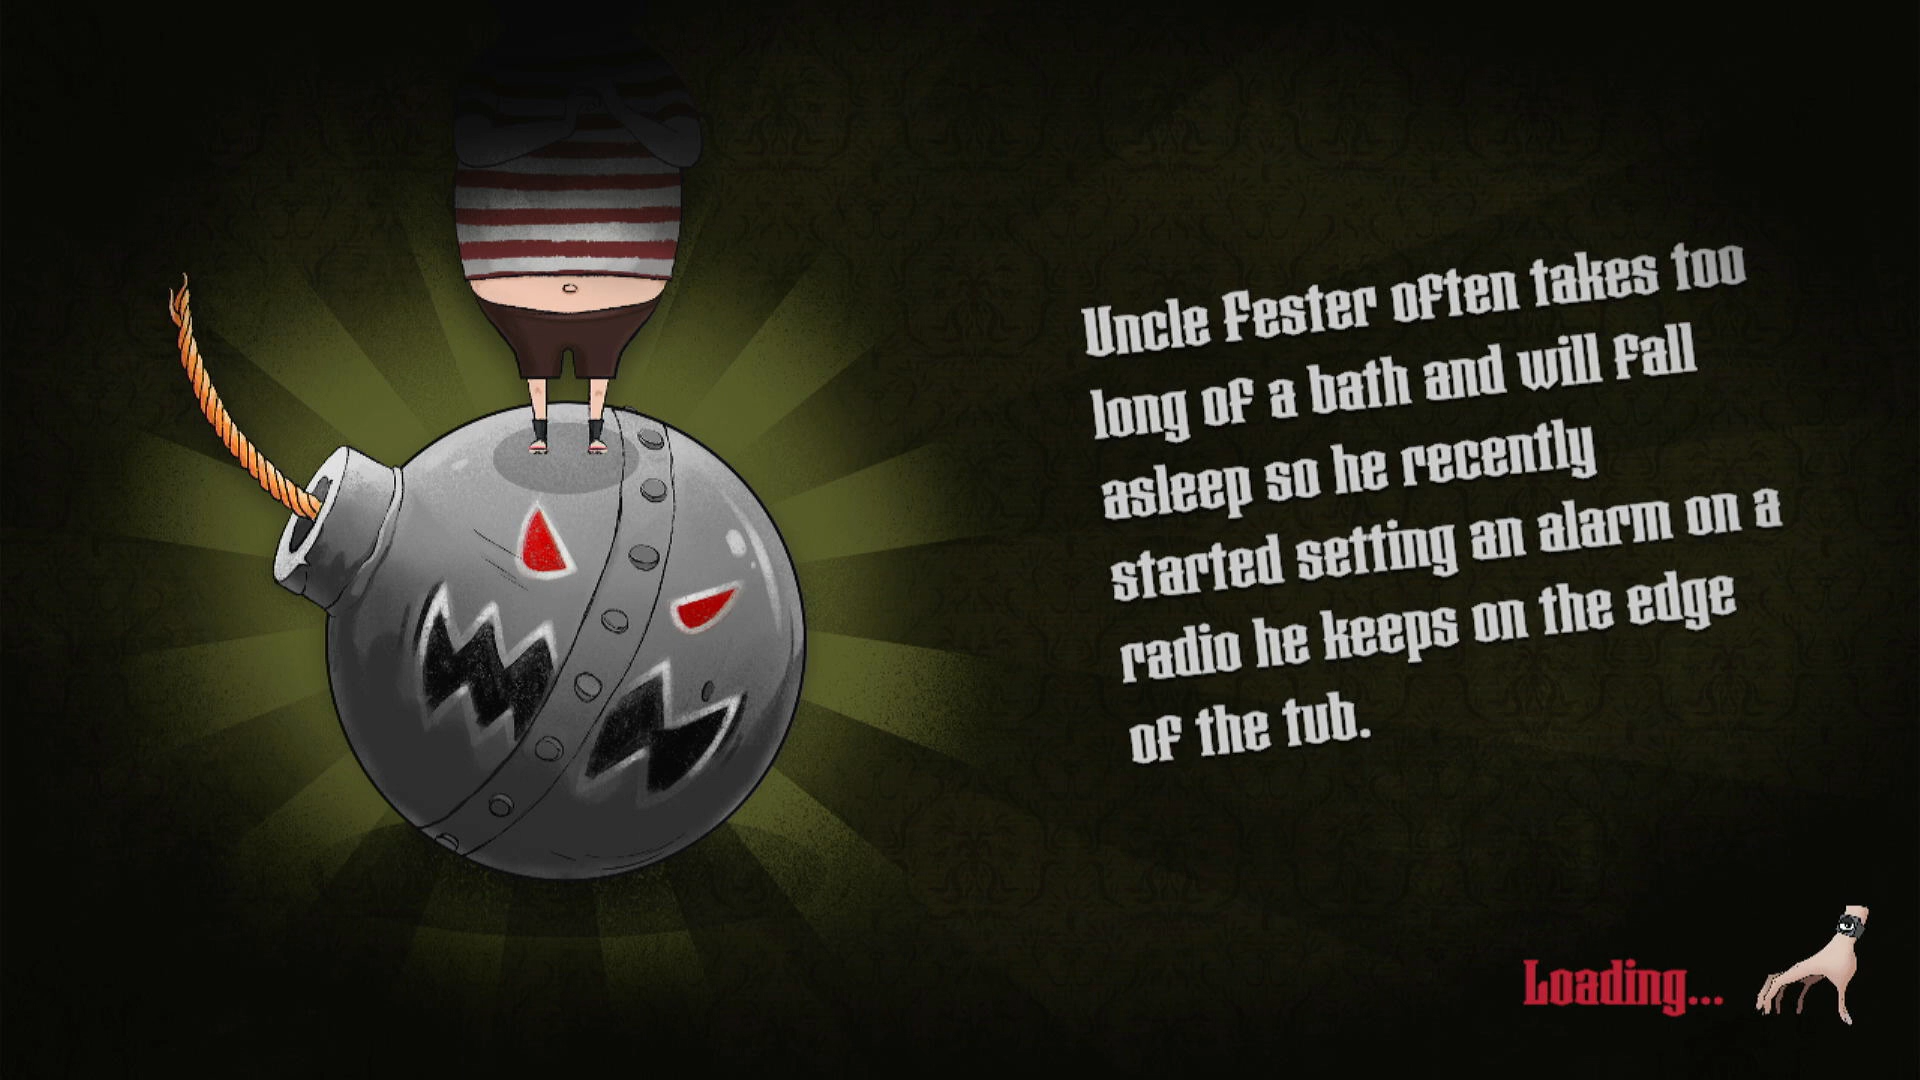 Uncle Fester often takes too
long of a bath and will fall
asleep so he recently
started setting an alarm on a
radio he keeps on the edge
of the tub.
Loading...